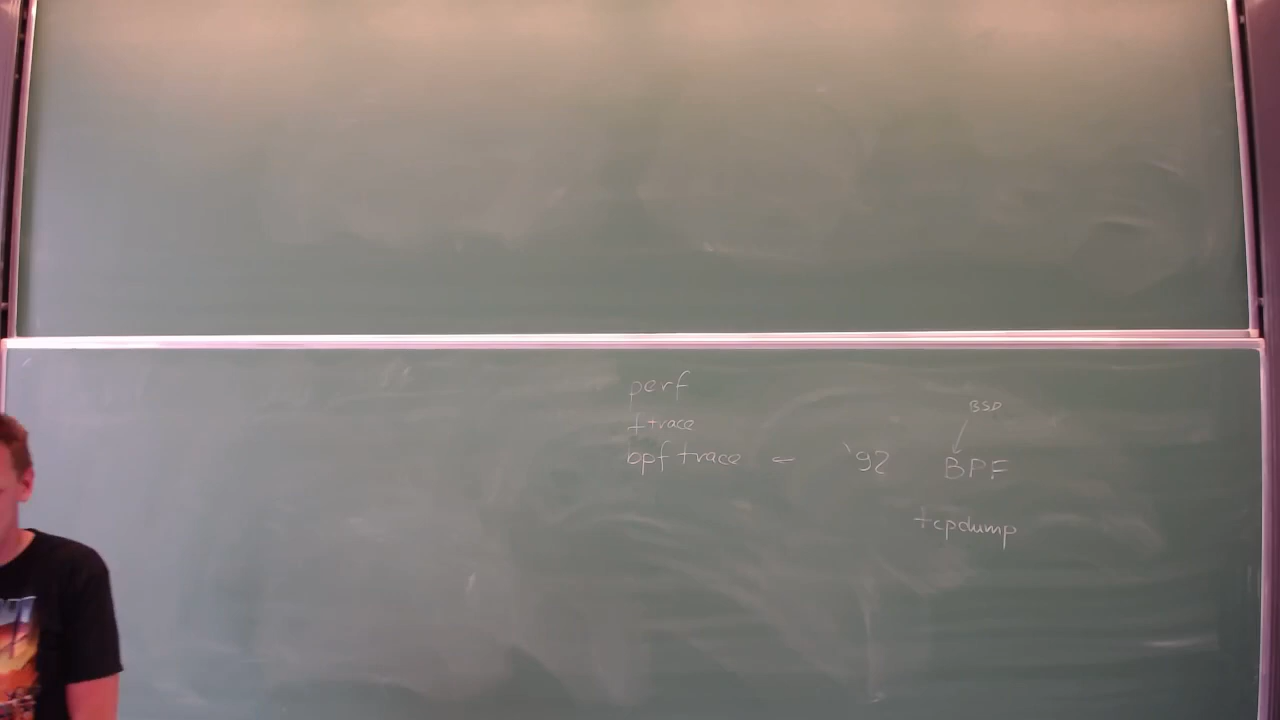 perf
ftrace
bpftrace ← '92 BPF
BSD
tcpdump